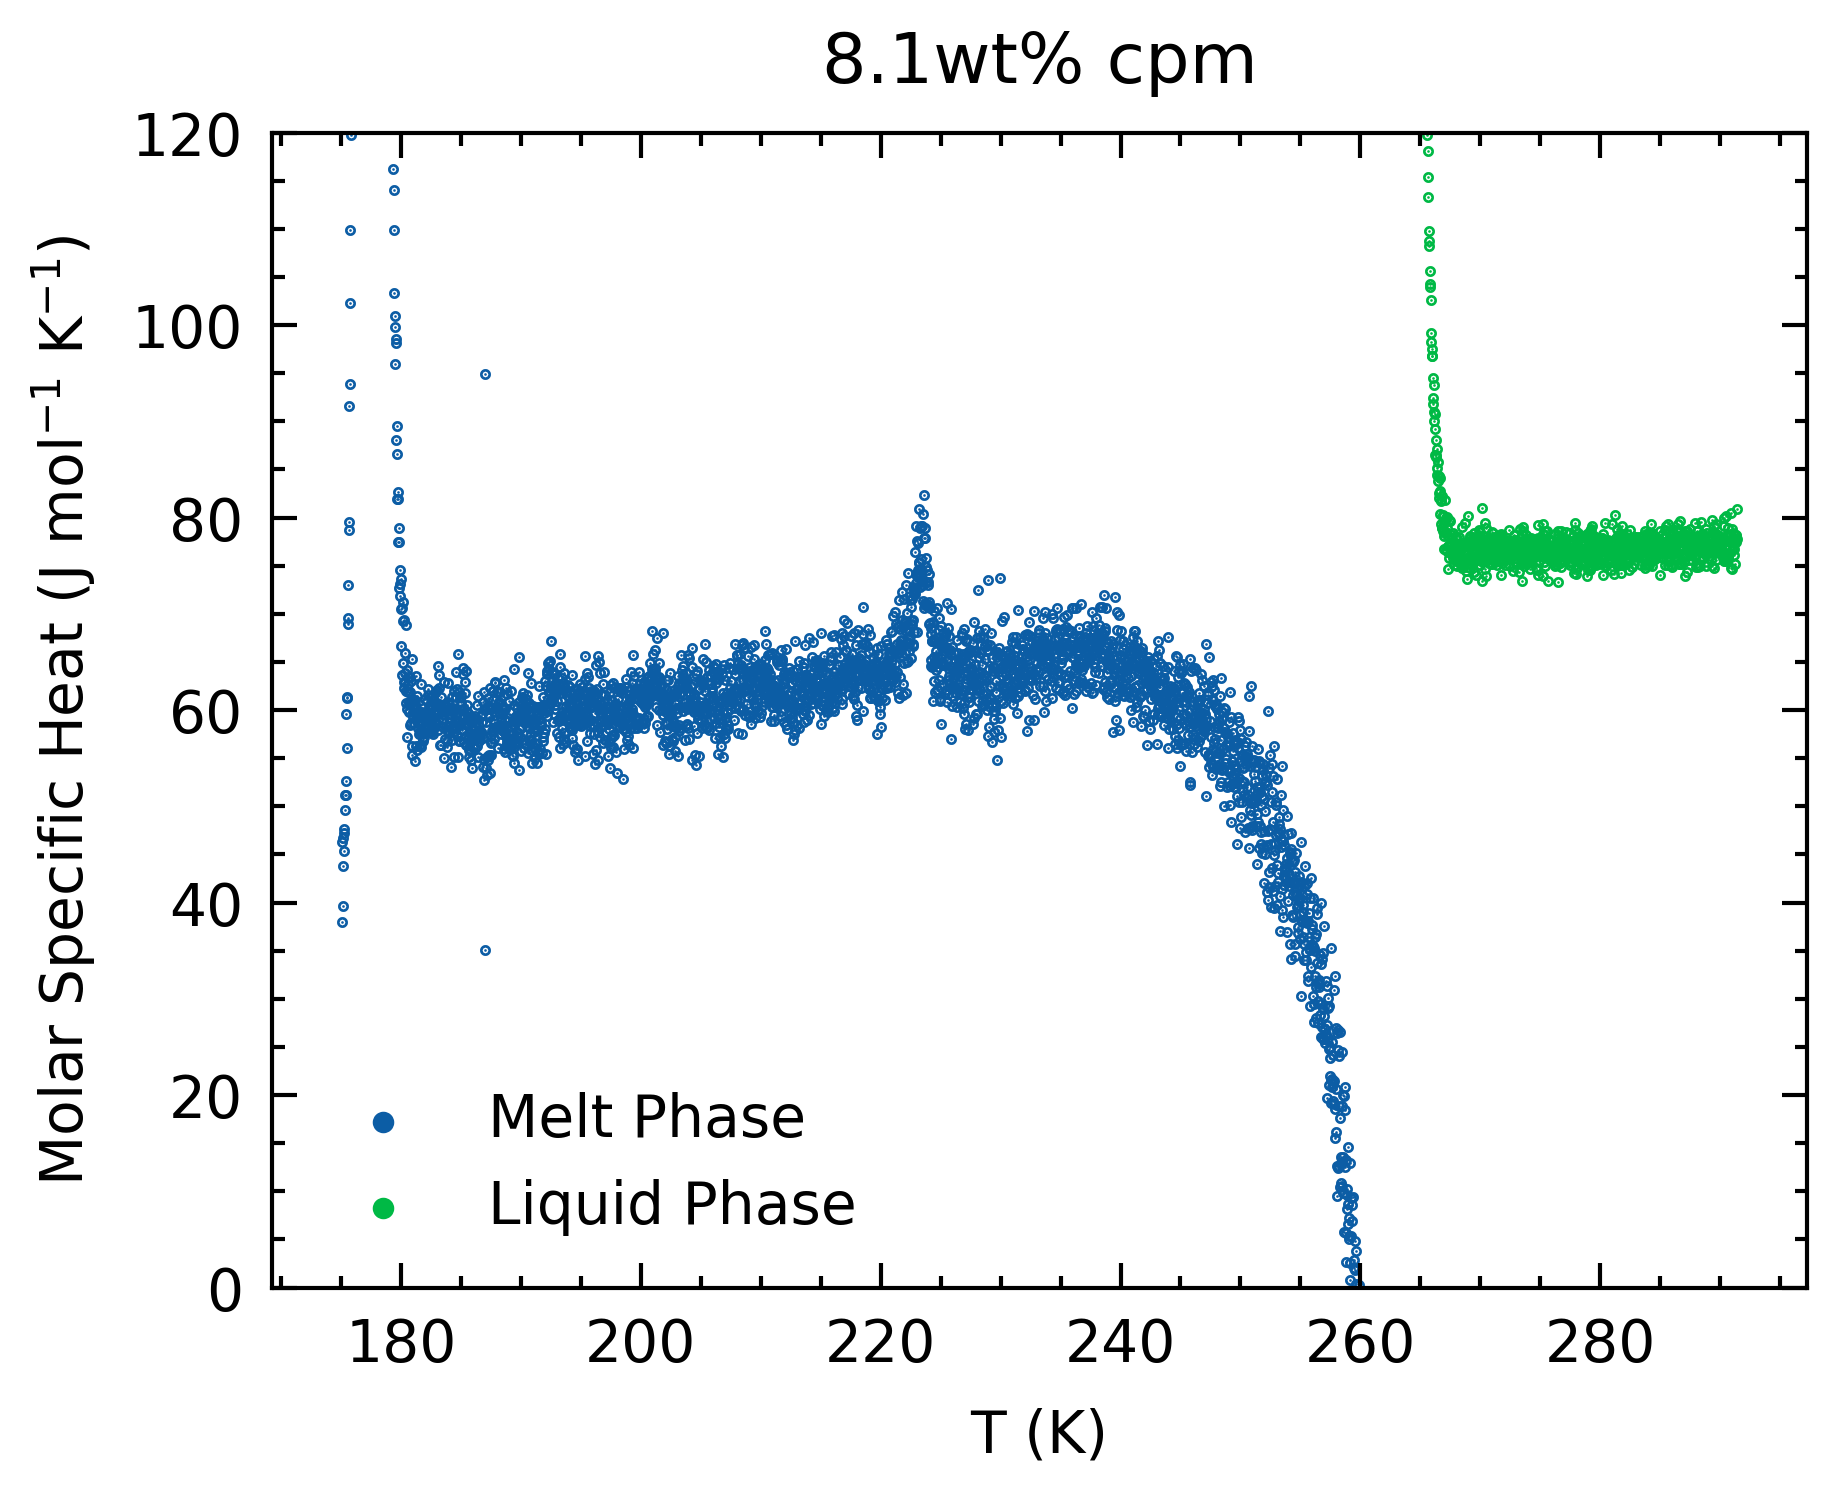 8.1wt% cpm
Molar Specific Heat (J mol⁻¹ K⁻¹)
120
100
80
60
40
20
0
Melt Phase
Liquid Phase
180 200 220 240 260 280
T (K)